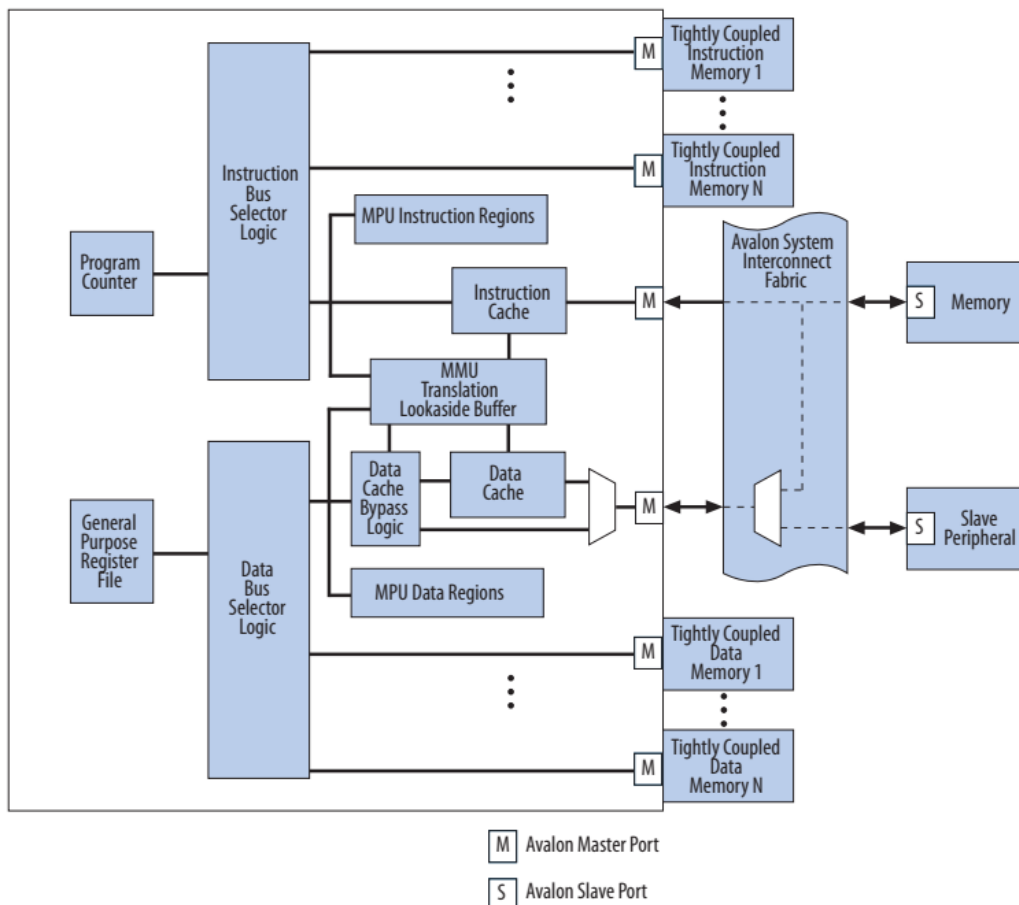 M
Tightly Coupled
Instruction
Memory 1
M
Tightly Coupled
Instruction
Memory N
Instruction
Bus
Selector
Logic
MPU Instruction Regions
Program
Counter
Instruction
Cache
M
Avalon System
Interconnect
Fabric
S
Memory
MMU
Translation
Lookaside Buffer
General
Purpose
Register
File
Data
Bus
Selector
Logic
Data
Cache
Bypass
Logic
Data
Cache
M
S
Slave
Peripheral
MPU Data Regions
M
Tightly Coupled
Data
Memory 1
M
Tightly Coupled
Data
Memory N
M
Avalon Master Port
S
Avalon Slave Port